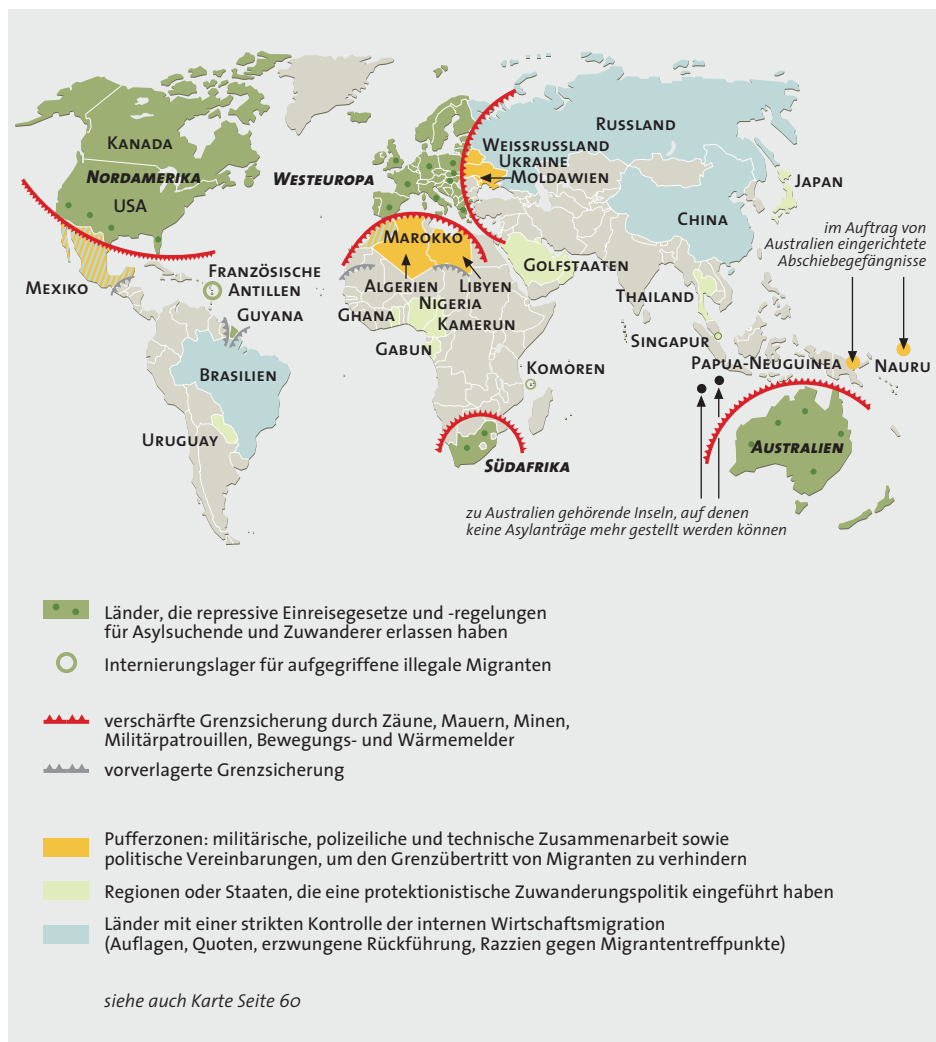 KANADA
NORDAMERIKA
USA
MEXIKO
FRANZÖSISCHE
ANTILLEN
GUYANA
BRASILIEN
URUGUAY
WESTEUROPA
RUSSLAND
WEISSRUSSLAND
UKRAINE
MOLDAWIEN
JAPAN
CHINA
MAROKKO
GOLFSTAATEN
ALGERIEN
LIBYEN
NIGERIA
GHANA
KAMERUN
GABUN
THAILAND
SINGAPUR
KOMOREN
PAPUA-NEUGUINEA
NAURU
SÜDAFRIKA
AUSTRALIEN
im Auftrag von
Australien eingerichtete
Abschiebegefängnisse
zu Australien gehörende Inseln, auf denen
keine Asylanträge mehr gestellt werden können
Länder, die repressive Einreisegesetze und -regelungen
für Asylsuchende und Zuwanderer erlassen haben
Internierungslager für aufgegriffene illegale Migranten
verschärfte Grenzsicherung durch Zäune, Mauern, Minen,
Militärpatrouillen, Bewegungs- und Wärmemelder
vorverlagerte Grenzsicherung
Pufferzonen: militärische, polizeiliche und technische Zusammenarbeit sowie
politische Vereinbarungen, um den Grenzübertritt von Migranten zu verhindern
Regionen oder Staaten, die eine protektionistische Zuwanderungspolitik eingeführt haben
Länder mit einer strikten Kontrolle der internen Wirtschaftsmigration
(Auflagen, Quoten, erzwungene Rückführung, Razzien gegen Migrantentreffpunkte)
siehe auch Karte Seite 60